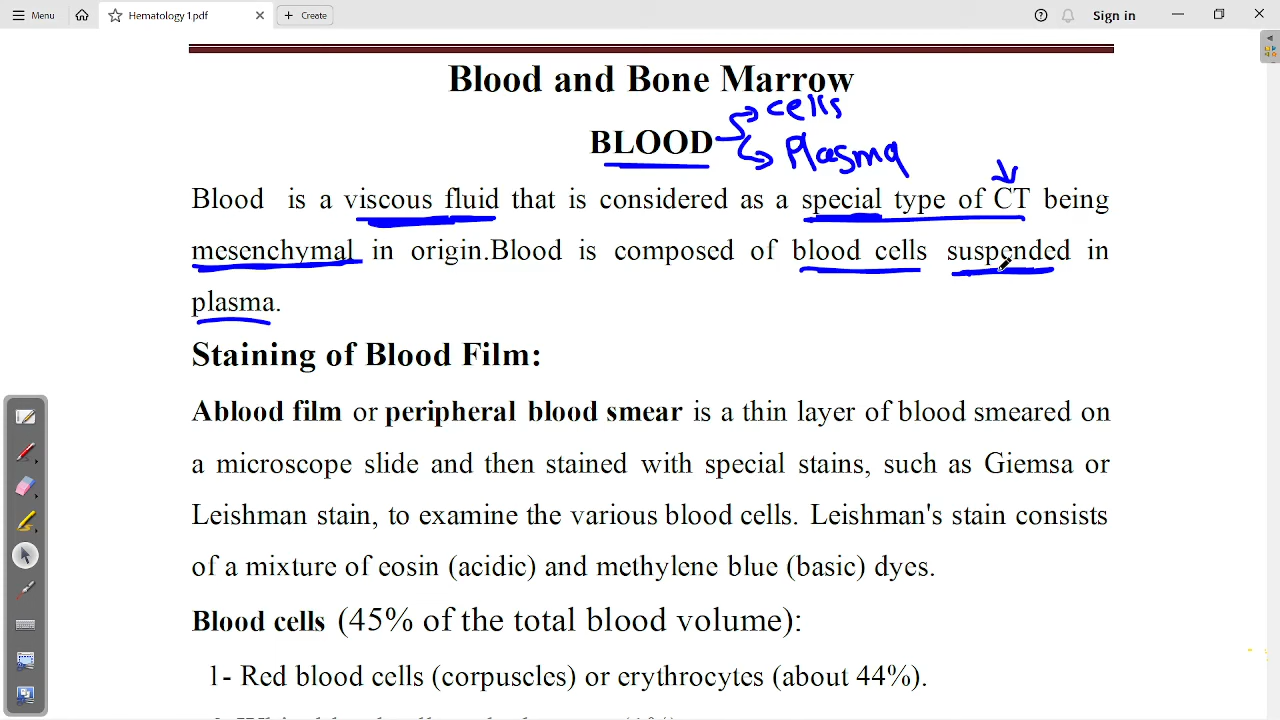 Menu
Hematology 1.pdf
Create
Sign in
Blood and Bone Marrow
cells
BLOOD
Plasma
Blood is a viscous fluid that is considered as a special type of CT being
mesenchymal in origin.Blood is composed of blood cells suspended in
plasma.
Staining of Blood Film:
Ablood film or peripheral blood smear is a thin layer of blood smeared on
a microscope slide and then stained with special stains, such as Giemsa or
Leishman stain, to examine the various blood cells. Leishman's stain consists
of a mixture of eosin (acidic) and methylene blue (basic) dyes.
Blood cells (45% of the total blood volume):
1- Red blood cells (corpuscles) or erythrocytes (about 44%).